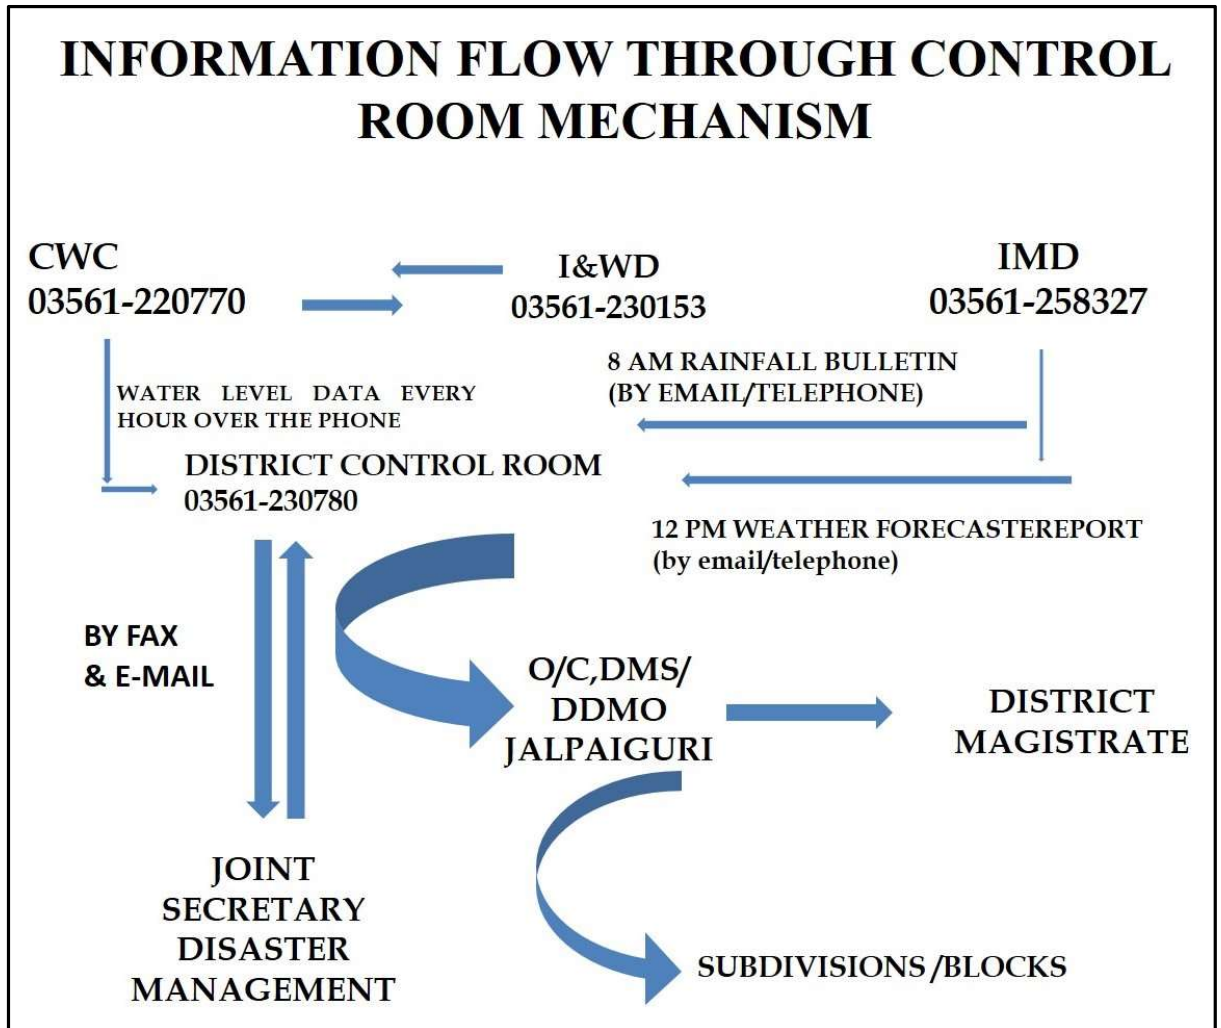 INFORMATION FLOW THROUGH CONTROL
ROOM MECHANISM
CWC
03561-220770
I&WD
03561-230153
IMD
03561-258327
8 AM RAINFALL BULLETIN
(BY EMAIL/TELEPHONE)
WATER LEVEL DATA EVERY
HOUR OVER THE PHONE
DISTRICT CONTROL ROOM
03561-230780
12 PM WEATHER FORECASTEREPORT
(by email/telephone)
BY FAX
& E-MAIL
O/C,DMS/
DDMO
JALPAIGURI
DISTRICT
MAGISTRATE
JOINT
SECRETARY
DISASTER
MANAGEMENT
SUBDIVISIONS /BLOCKS